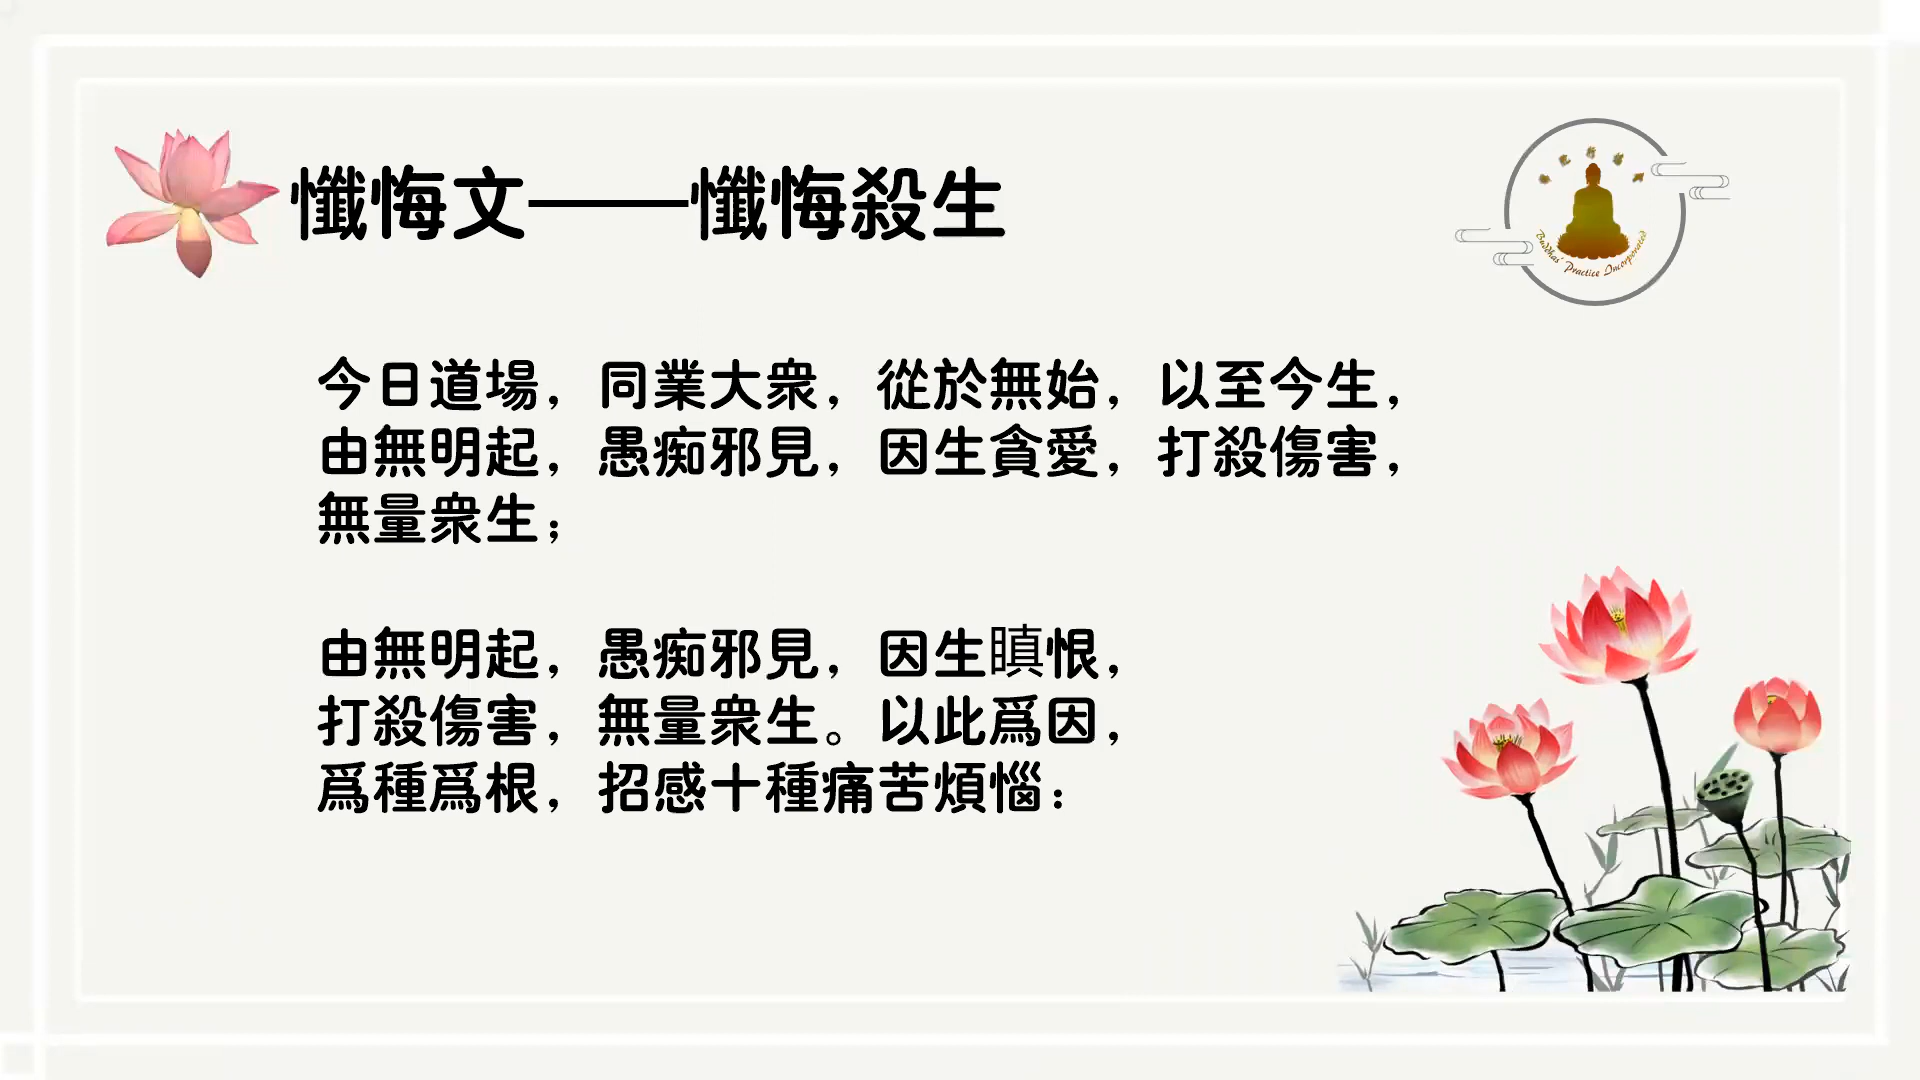 懺悔文——懺悔殺生
Buddhas' Practice Incorporated
今日道場，同業大衆，從於無始，以至今生，
由無明起，愚痴邪見，因生貪愛，打殺傷害，
無量衆生；
由無明起，愚痴邪見，因生瞋恨，
打殺傷害，無量衆生。以此爲因，
爲種爲根，招感十種痛苦煩惱：